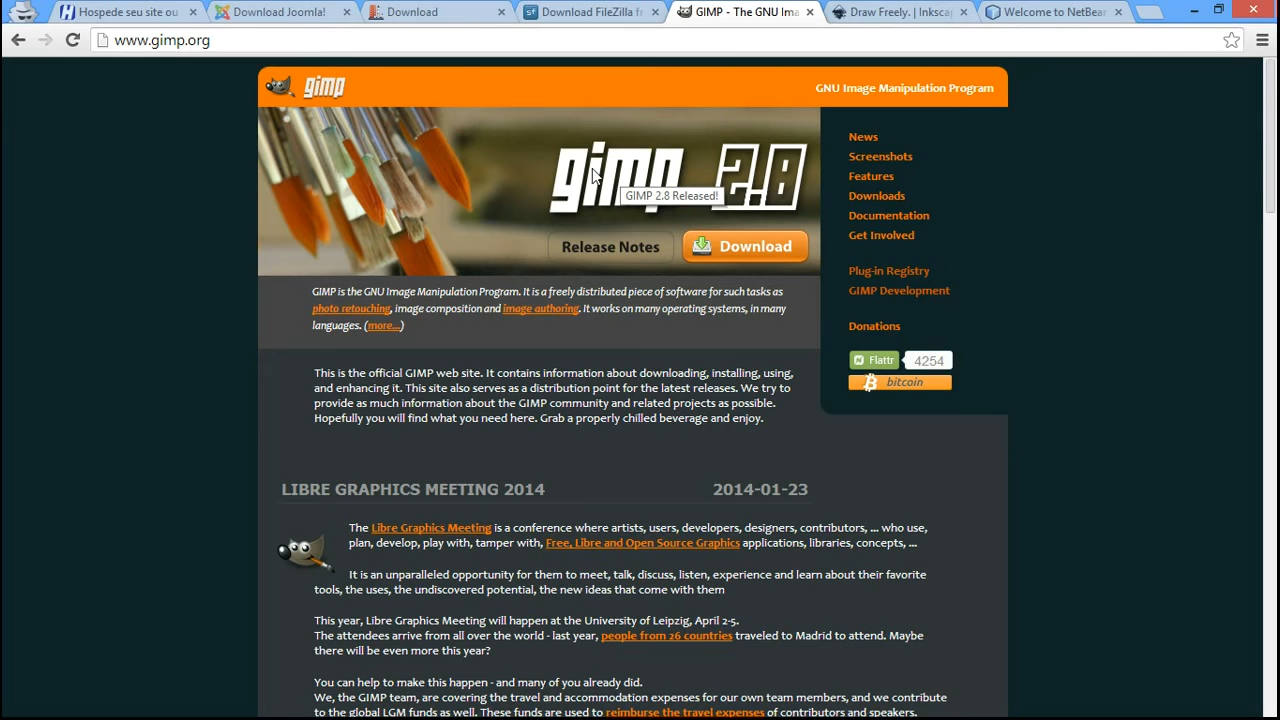 Hospede seu site ou
Download Joomla!
Download
Download FileZilla fr
GIMP - The GNU Ima
Draw Freely. | Inksca
Welcome to NetBear
www.gimp.org
gimp
GNU Image Manipulation Program
gimp 2.8
GIMP 2.8 Released!
Release Notes
Download
News
Screenshots
Features
Downloads
Documentation
Get Involved
Plug-in Registry
GIMP Development
Donations
Flattr 4254
bitcoin
GIMP is the GNU Image Manipulation Program. It is a freely distributed piece of software for such tasks as
photo retouching, image composition and image authoring. It works on many operating systems, in many
languages. (more...)
This is the official GIMP web site. It contains information about downloading, installing, using,
and enhancing it. This site also serves as a distribution point for the latest releases. We try to
provide as much information about the GIMP community and related projects as possible.
Hopefully you will find what you need here. Grab a properly chilled beverage and enjoy.
LIBRE GRAPHICS MEETING 2014 2014-01-23
The Libre Graphics Meeting is a conference where artists, users, developers, designers, contributors, ... who use,
plan, develop, play with, tamper with, Free, Libre and Open Source Graphics applications, libraries, concepts, ...
It is an unparalleled opportunity for them to meet, talk, discuss, listen, experience and learn about their favorite
tools, the uses, the undiscovered potential, the new ideas that come with them
This year, Libre Graphics Meeting will happen at the University of Leipzig, April 2-5.
The attendees arrive from all over the world - last year, people from 26 countries traveled to Madrid to attend. Maybe
there will be even more this year?
You can help to make this happen - and many of you already did.
We, the GIMP team, are covering the travel and accommodation expenses for our own team members, and we contribute
to the global LGM funds as well. These funds are used to reimburse the travel expenses of contributors and speakers.